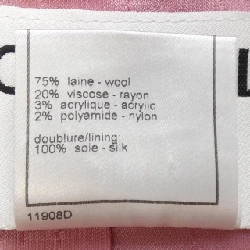 75% laine - wool
20% viscose - rayon
3% acrylique - acrylic
2% polyamide - nylon
doublure/lining
100% soie - silk
11908D